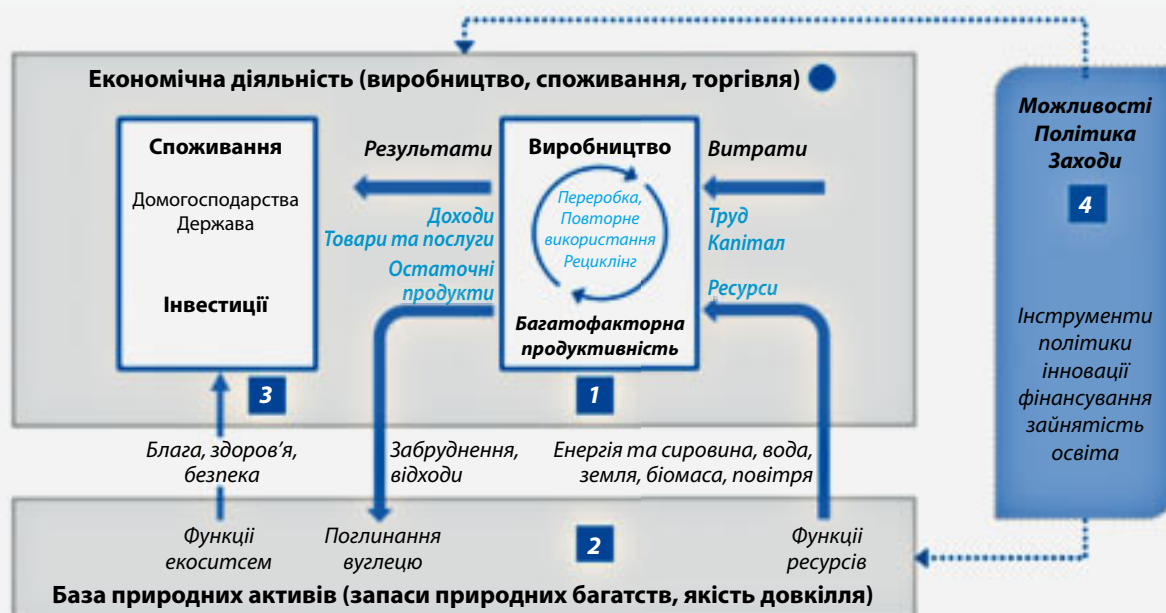 Економічна діяльність (виробництво, споживання, торгівля)
Споживання
Домогосподарства
Держава
Інвестиції
3
Результати
Доходи
Товари та послуги
Остаточні
продукти
Виробництво
Переробка,
Повторне
використання
Рециклінг
Багатофакторна
продуктивність
1
Витрати
Труд
Капітал
Ресурси
Можливості
Політика
Заходи
4
Інструменти
політики
інновації
фінансування
зайнятість
освіта
Блага, здоров'я,
безпека
Забруднення,
відходи
Енергія та сировина, вода,
земля, біомаса, повітря
Функції
екоситсем
Поглинання
вуглецю
2
Функції
ресурсів
База природних активів (запаси природних багатств, якість довкілля)